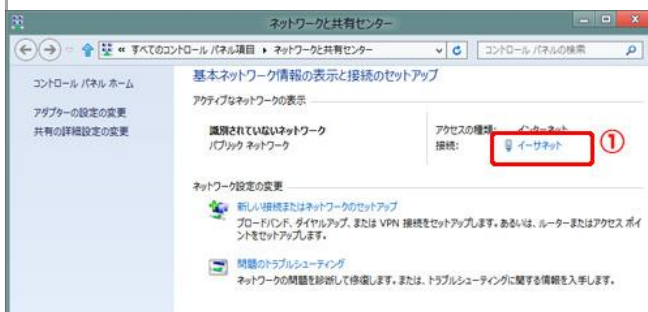 ネットワークと共有センター
« すべてのコントロール パネル項目 ▸ ネットワークと共有センター
コントロール パネルの検索
コントロール パネル ホーム
アダプターの設定の変更
共有の詳細設定の変更
基本ネットワーク情報の表示と接続のセットアップ
アクティブなネットワークの表示
識別されていないネットワーク
パブリック ネットワーク
アクセスの種類: インターネット
接続: イーサネット
①
ネットワーク設定の変更
新しい接続またはネットワークのセットアップ
ブロードバンド、ダイヤルアップ、または VPN 接続をセットアップします。あるいは、ルーターまたはアクセス ポイ
ントをセットアップします。
問題のトラブルシューティング
ネットワークの問題を診断して修復します。または、トラブルシューティングに関する情報を入手します。